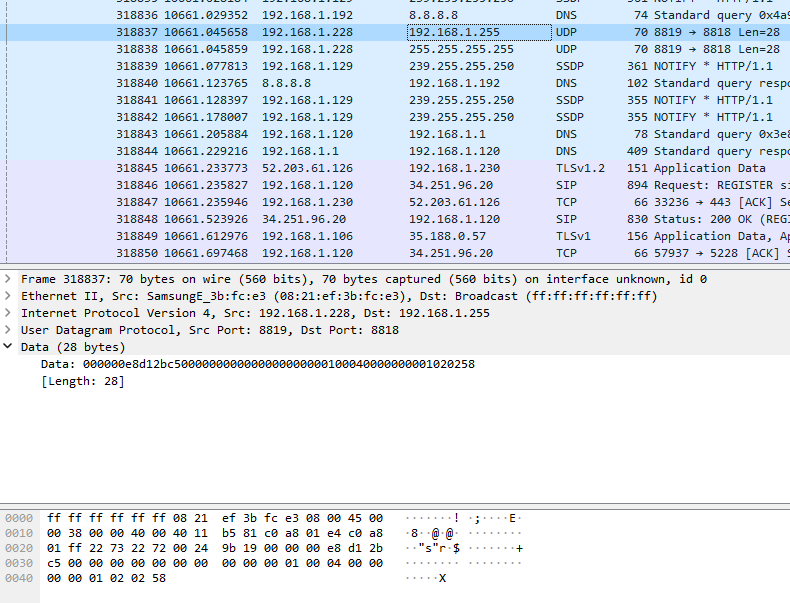 318836 10661.029352 192.168.1.192 8.8.8.8 DNS 74 Standard query 0x4a9
318837 10661.045658 192.168.1.228 192.168.1.255 UDP 70 8819 → 8818 Len=28
318838 10661.045859 192.168.1.228 255.255.255.255 UDP 70 8819 → 8818 Len=28
318839 10661.077813 192.168.1.129 239.255.255.250 SSDP 361 NOTIFY * HTTP/1.1
318840 10661.123765 8.8.8.8 192.168.1.192 DNS 102 Standard query respo
318841 10661.128397 192.168.1.129 239.255.255.250 SSDP 355 NOTIFY * HTTP/1.1
318842 10661.178007 192.168.1.129 239.255.255.250 SSDP 355 NOTIFY * HTTP/1.1
318843 10661.205884 192.168.1.120 192.168.1.1 DNS 78 Standard query 0x3e8
318844 10661.229216 192.168.1.1 192.168.1.120 DNS 409 Standard query respo
318845 10661.233773 52.203.61.126 192.168.1.230 TLSv1.2 151 Application Data
318846 10661.235827 192.168.1.120 34.251.96.20 SIP 894 Request: REGISTER si
318847 10661.235946 192.168.1.230 52.203.61.126 TCP 66 33236 → 443 [ACK] Se
318848 10661.523926 34.251.96.20 192.168.1.120 SIP 830 Status: 200 OK (REGI
318849 10661.612976 192.168.1.106 35.188.0.57 TLSv1 156 Application Data, Ap
318850 10661.697468 192.168.1.120 34.251.96.20 TCP 66 57937 → 5228 [ACK] S
Frame 318837: 70 bytes on wire (560 bits), 70 bytes captured (560 bits) on interface unknown, id 0
Ethernet II, Src: SamsungE_3b:fc:e3 (08:21:ef:3b:fc:e3), Dst: Broadcast (ff:ff:ff:ff:ff:ff)
Internet Protocol Version 4, Src: 192.168.1.228, Dst: 192.168.1.255
User Datagram Protocol, Src Port: 8819, Dst Port: 8818
Data (28 bytes)
Data: 000000e8d12bc50000000000000000000100040000000001020258
[Length: 28]
0000 ff ff ff ff ff ff 08 21 ef 3b fc e3 08 00 45 00 ·······! ·;····E·
0010 00 38 00 00 40 00 40 11 b5 81 c0 a8 01 e4 c0 a8 ·8··@·@· ········
0020 01 ff 22 73 22 72 00 24 9b 19 00 00 00 e8 d1 2b ··"s"r·$ ·······+
0030 c5 00 00 00 00 00 00 00 00 00 00 01 00 04 00 00 ········ ········
0040 00 00 01 02 02 58 ·····X